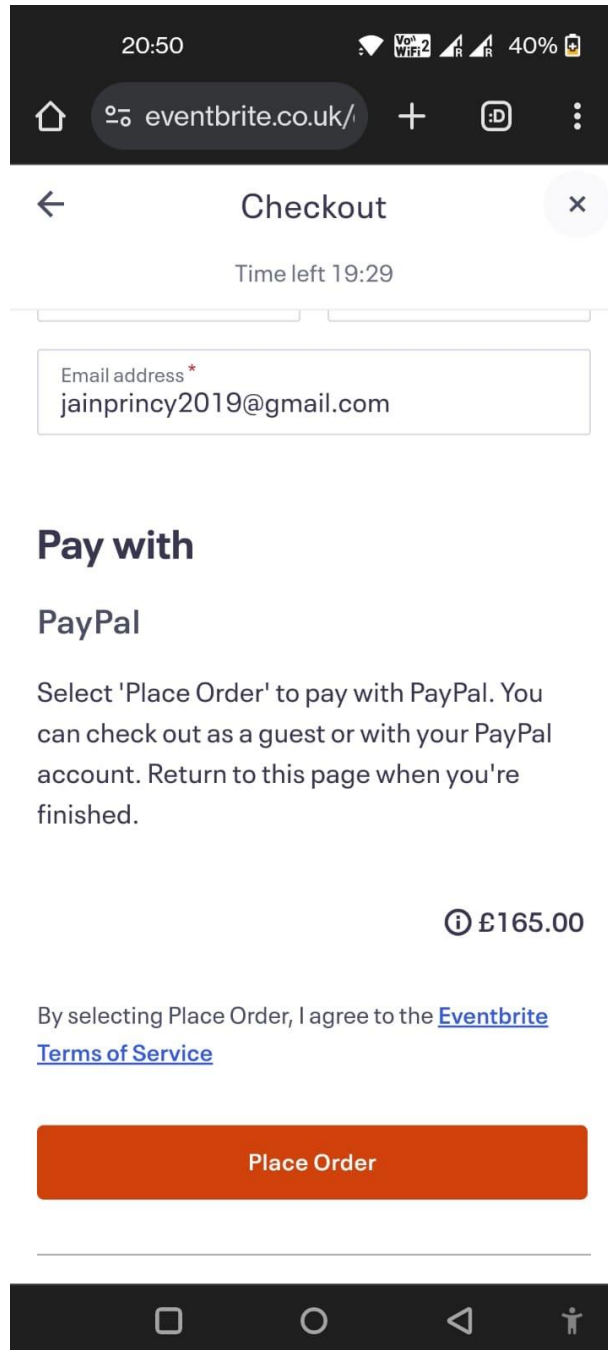 20:50
Vo)) WiFi2 R R 40%
eventbrite.co.uk/
:D
Checkout
Time left 19:29
Email address*
jainprincy2019@gmail.com
Pay with
PayPal
Select 'Place Order' to pay with PayPal. You
can check out as a guest or with your PayPal
account. Return to this page when you're
finished.
£165.00
By selecting Place Order, I agree to the Eventbrite
Terms of Service
Place Order